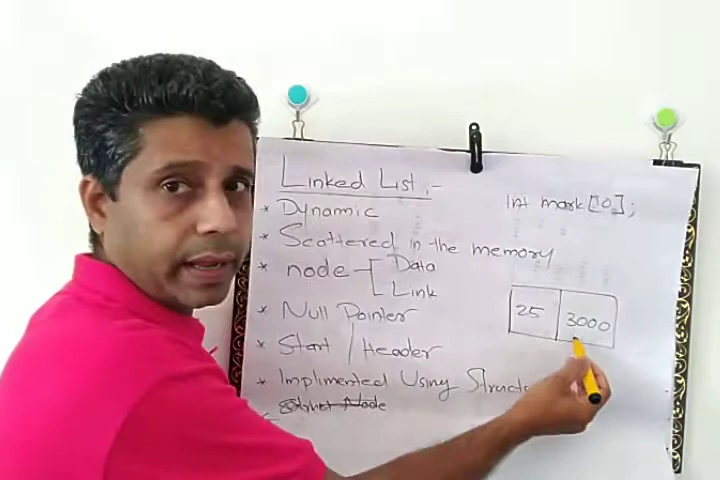 Linked List :-
int mark[10];
* Dynamic
* Scattered in the memory
* node - Data
Link
* Null Pointer
25 3000
* Start / Header
* Implimented Using